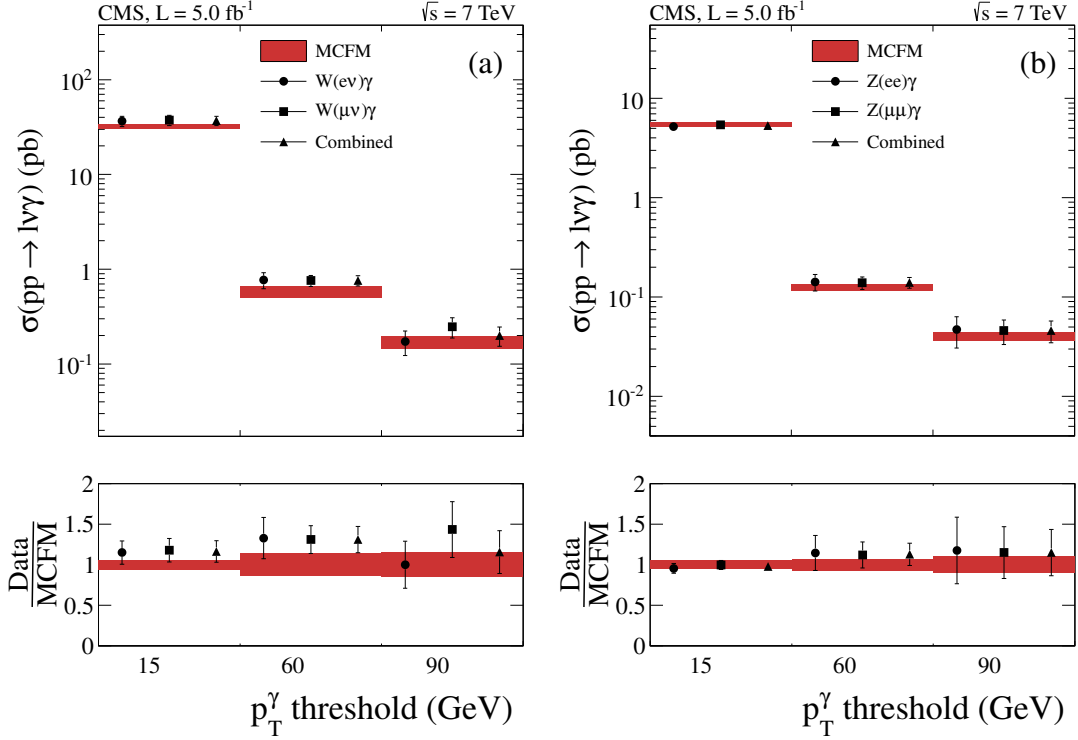 CMS, L = 5.0 fb⁻¹ √s = 7 TeV
(a)
MCFM
W(eν)γ
W(μν)γ
Combined
σ(pp → lνγ) (pb)
10²
10
1
10⁻¹
Data
MCFM
2
1.5
1
0.5
0
15 60 90
p_T^γ threshold (GeV)
CMS, L = 5.0 fb⁻¹ √s = 7 TeV
(b)
MCFM
Z(ee)γ
Z(μμ)γ
Combined
σ(pp → lνγ) (pb)
10
1
10⁻¹
10⁻²
Data
MCFM
2
1.5
1
0.5
0
15 60 90
p_T^γ threshold (GeV)